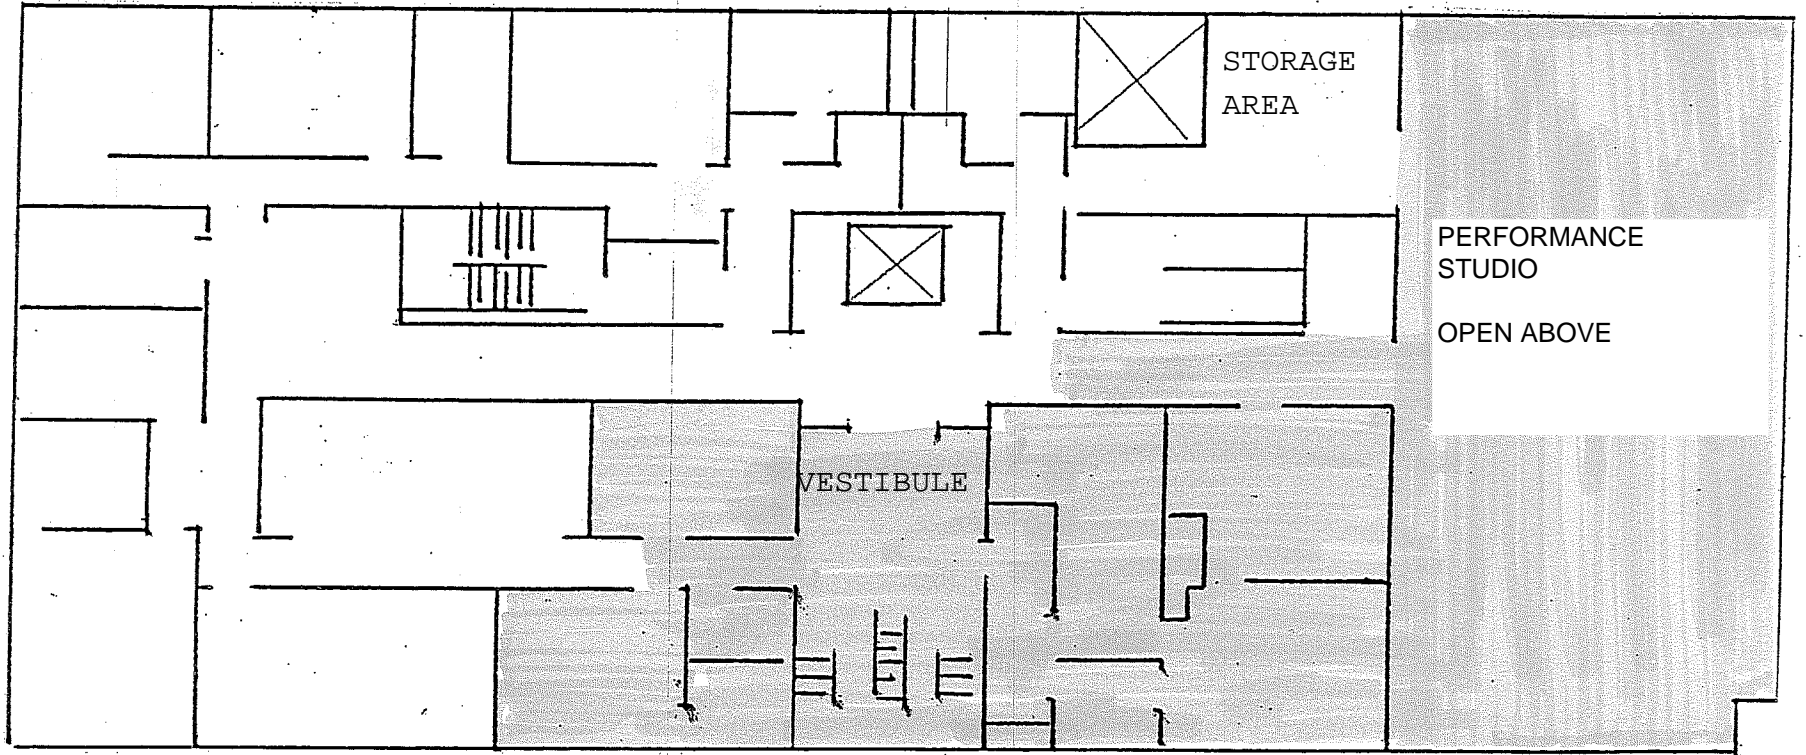 STORAGE
AREA
PERFORMANCE
STUDIO
OPEN ABOVE
VESTIBULE